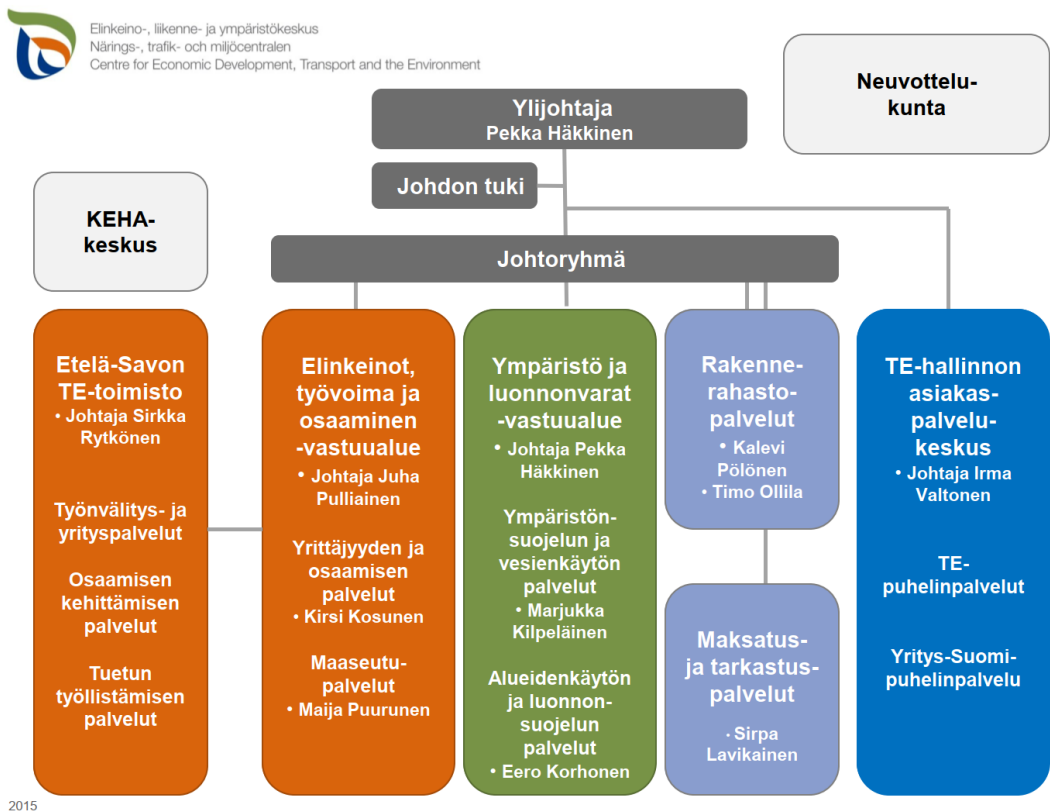 Elinkeino-, liikenne- ja ympäristökeskus
Närings-, trafik- och miljöcentralen
Centre for Economic Development, Transport and the Environment
Neuvottelu-
kunta
Ylijohtaja
Pekka Häkkinen
Johdon tuki
KEHA-
keskus
Johtoryhmä
Etelä-Savon
TE-toimisto
• Johtaja Sirkka
Rytkönen
Työnvälitys- ja
yrityspalvelut
Osaamisen
kehittämisen
palvelut
Tuetun
työllistämisen
palvelut
Elinkeinot,
työvoima ja
osaaminen
-vastuualue
• Johtaja Juha
Pulliainen
Yrittäjyyden ja
osaamisen
palvelut
• Kirsi Kosunen
Maaseutu-
palvelut
• Maija Puurunen
Ympäristö ja
luonnonvarat
-vastuualue
• Johtaja Pekka
Häkkinen
Ympäristön-
suojelun ja
vesienkäytön
palvelut
• Marjukka
Kilpeläinen
Alueidenkäytön
ja luonnon-
suojelun
palvelut
• Eero Korhonen
Rakenne-
rahasto-
palvelut
• Kalevi
Pölönen
• Timo Ollila
Maksatus-
ja tarkastus-
palvelut
• Sirpa
Lavikainen
TE-hallinnon
asiakas-
palvelu-
keskus
• Johtaja Irma
Valtonen
TE-
puhelinpalvelut
Yritys-Suomi-
puhelinpalvelu
2015